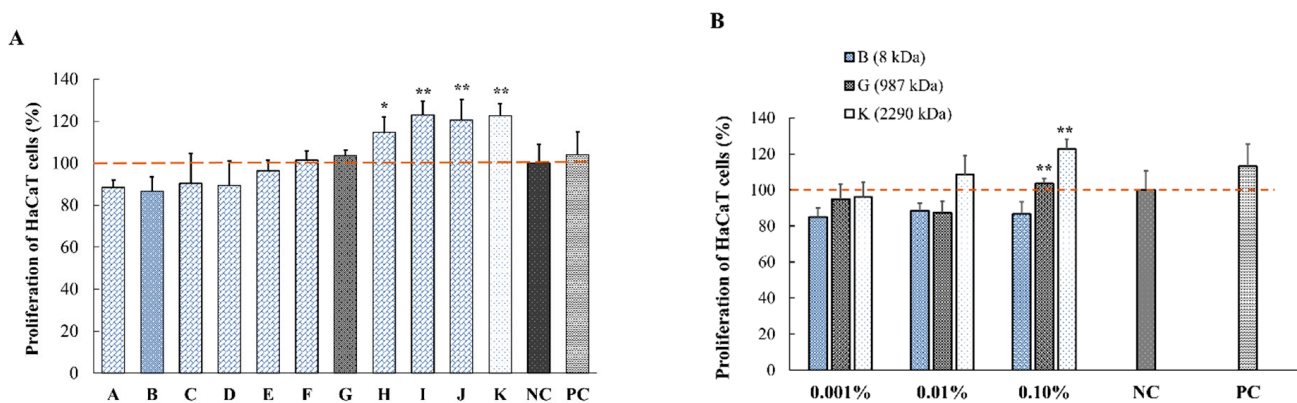 A
Proliferation of HaCaT cells (%)
140
120
100
80
60
40
20
0
*
**
**
**
A B C D E F G H I J K NC PC
B
B (8 kDa)
G (987 kDa)
K (2290 kDa)
Proliferation of HaCaT cells (%)
140
120
100
80
60
40
20
0
**
**
0.001% 0.01% 0.10% NC PC